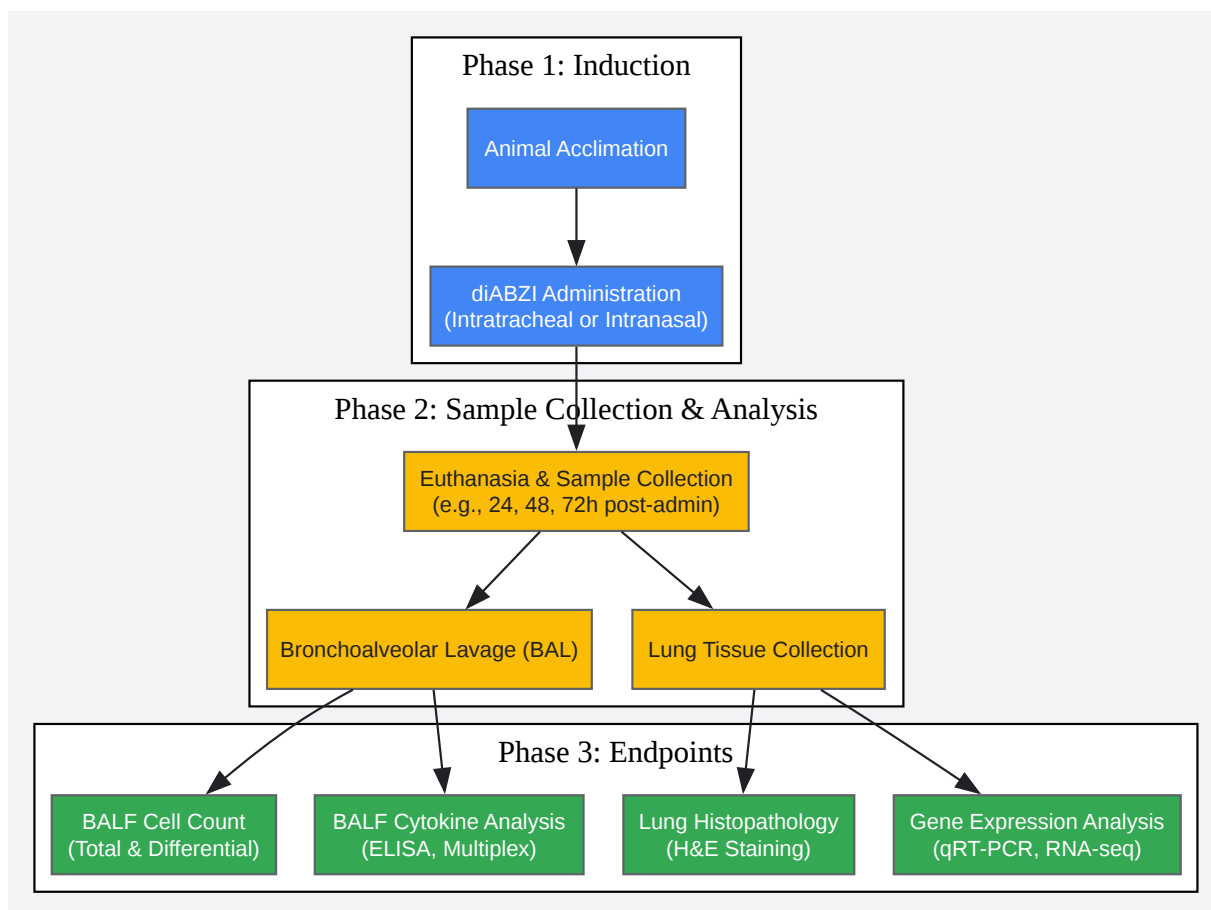 Phase 1: Induction
Animal Acclimation
diABZI Administration
(Intratracheal or Intranasal)
Phase 2: Sample Collection & Analysis
Euthanasia & Sample Collection
(e.g., 24, 48, 72h post-admin)
Bronchoalveolar Lavage (BAL)
Lung Tissue Collection
Phase 3: Endpoints
BALF Cell Count
(Total & Differential)
BALF Cytokine Analysis
(ELISA, Multiplex)
Lung Histopathology
(H&E Staining)
Gene Expression Analysis
(qRT-PCR, RNA-seq)